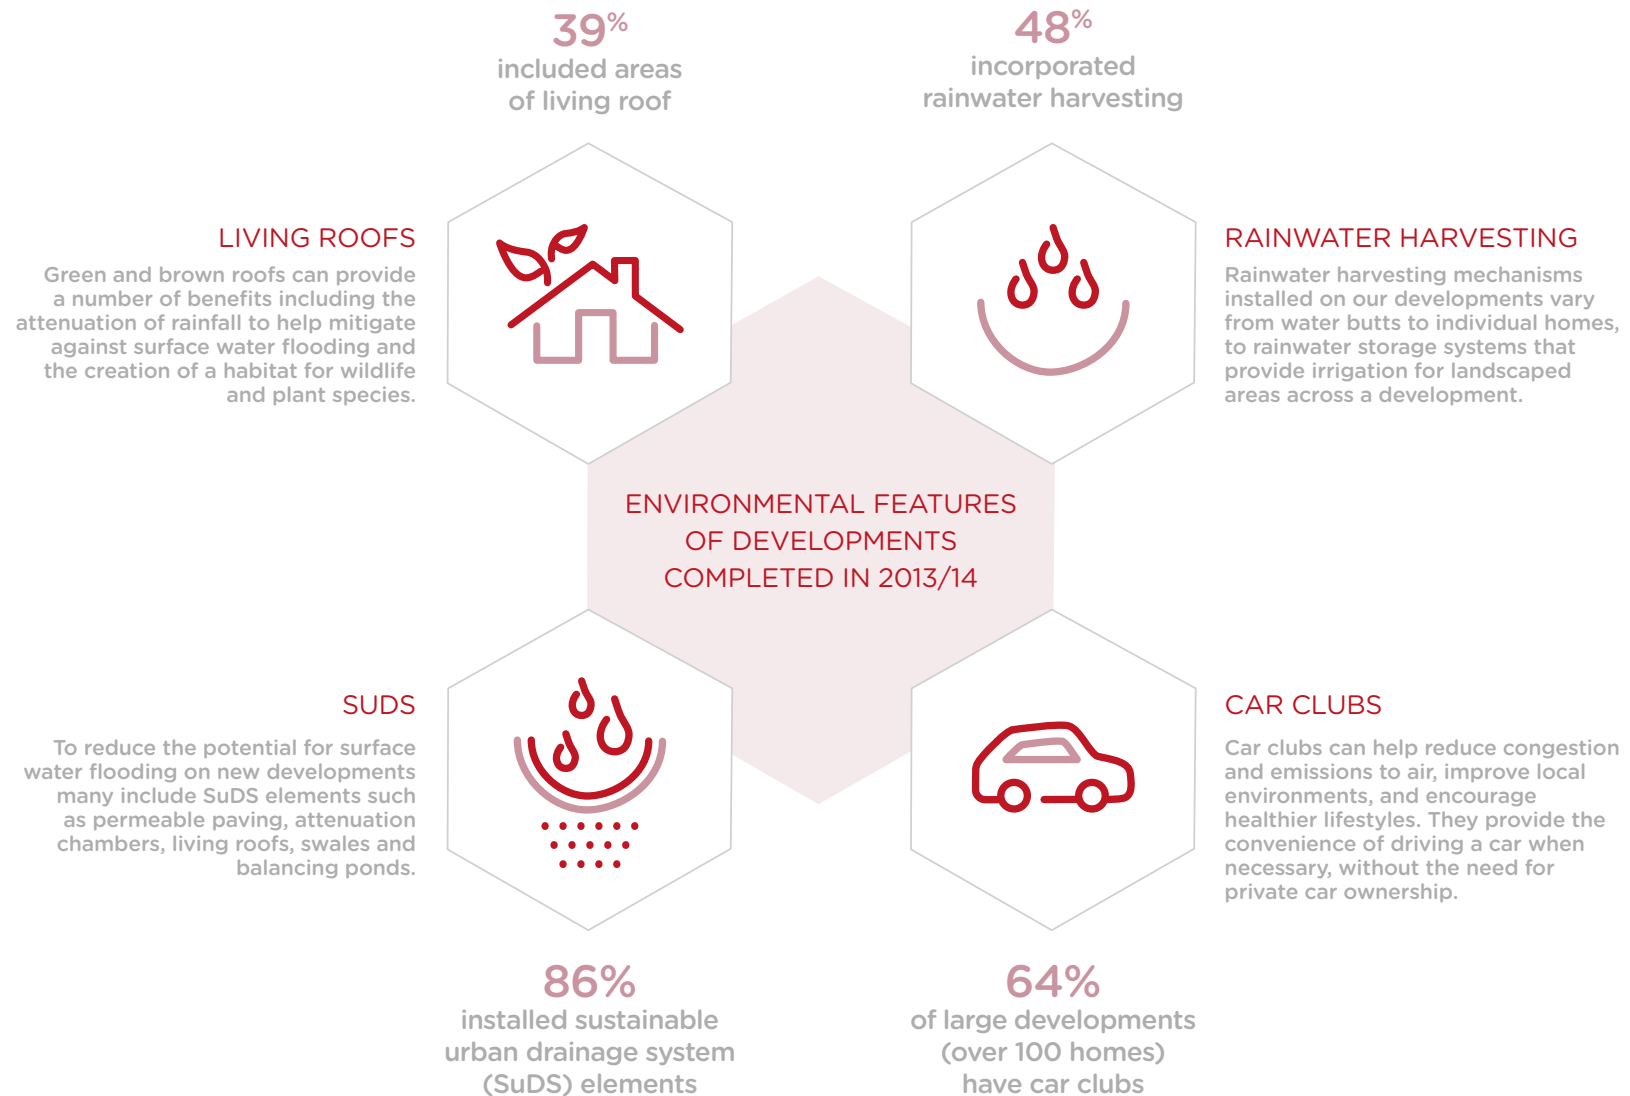 39%
included areas
of living roof
48%
incorporated
rainwater harvesting
LIVING ROOFS
Green and brown roofs can provide
a number of benefits including the
attenuation of rainfall to help mitigate
against surface water flooding and
the creation of a habitat for wildlife
and plant species.
RAINWATER HARVESTING
Rainwater harvesting mechanisms
installed on our developments vary
from water butts to individual homes,
to rainwater storage systems that
provide irrigation for landscaped
areas across a development.
ENVIRONMENTAL FEATURES
OF DEVELOPMENTS
COMPLETED IN 2013/14
SUDS
To reduce the potential for surface
water flooding on new developments
many include SuDS elements such
as permeable paving, attenuation
chambers, living roofs, swales and
balancing ponds.
CAR CLUBS
Car clubs can help reduce congestion
and emissions to air, improve local
environments, and encourage
healthier lifestyles. They provide the
convenience of driving a car when
necessary, without the need for
private car ownership.
86%
installed sustainable
urban drainage system
(SuDS) elements
64%
of large developments
(over 100 homes)
have car clubs